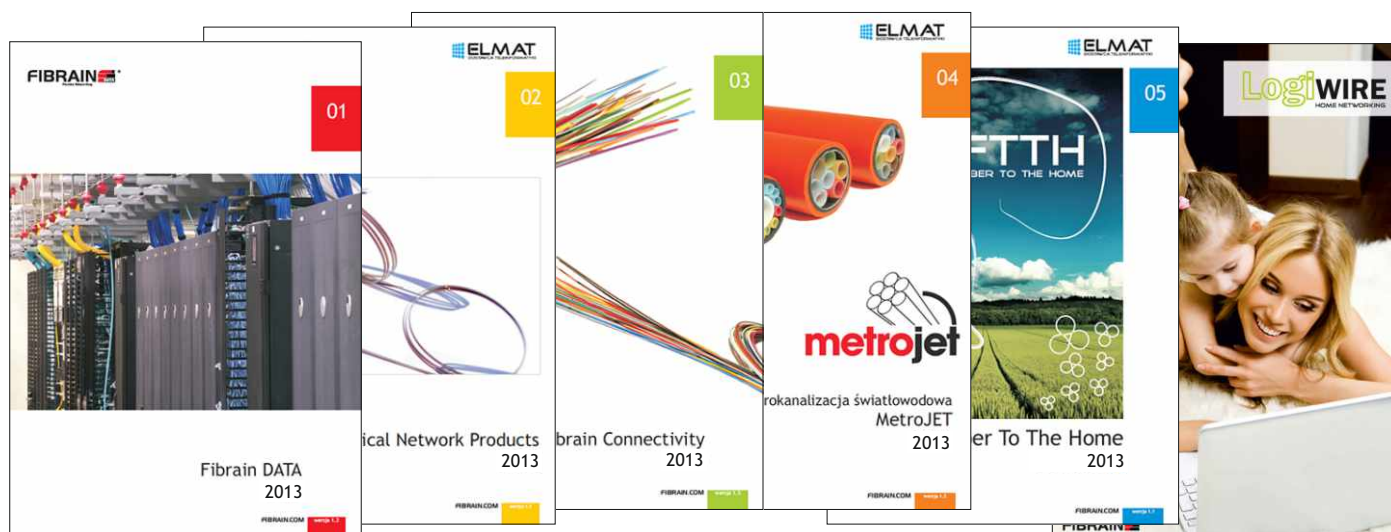 FIBRAIN
01
Fibrain DATA
2013
FIBRAIN.COM
ELMAT
02
ical Network Products
2013
FIBRAIN.COM
03
brain Connectivity
2013
FIBRAIN.COM
ELMAT
04
metrojet
rokanalizacja światłowodowa
MetroJET
2013
FIBRAIN.COM
ELMAT
05
FTTH
BER TO THE HOME
er To The Home
2013
FIBRAIN.COM
LogiWIRE
HOME NETWORKING
FIBRAIN